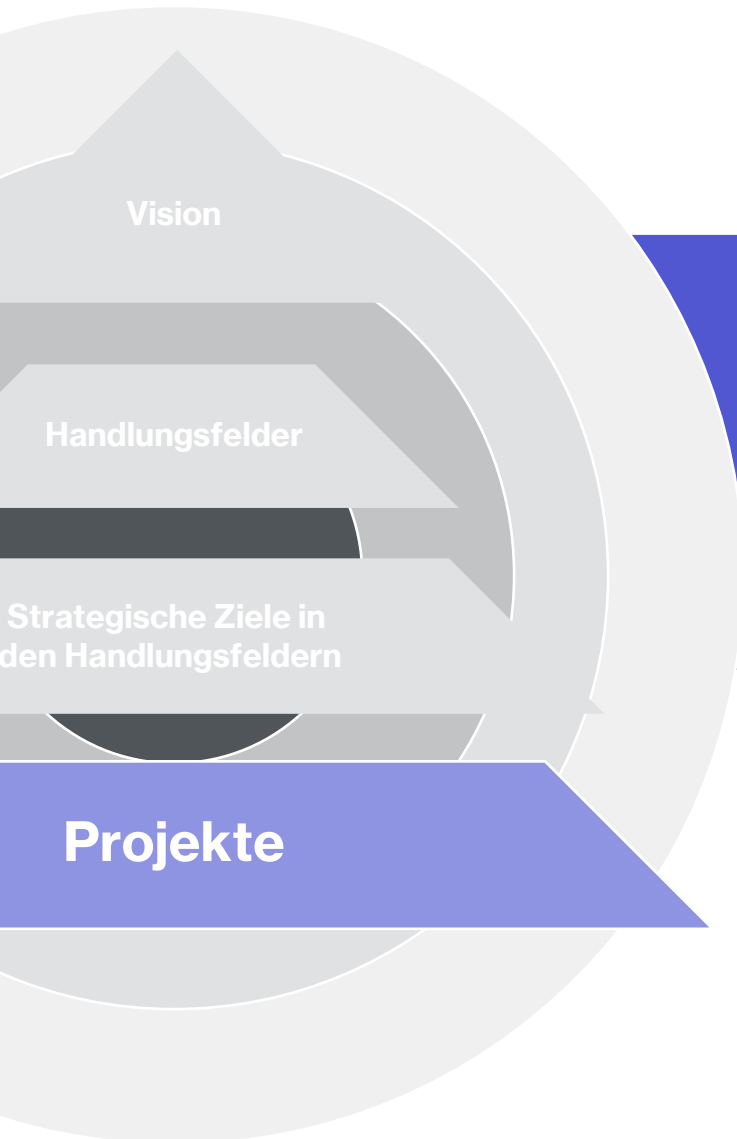 Vision
Handlungsfelder
Strategische Ziele in
den Handlungsfeldern
Projekte